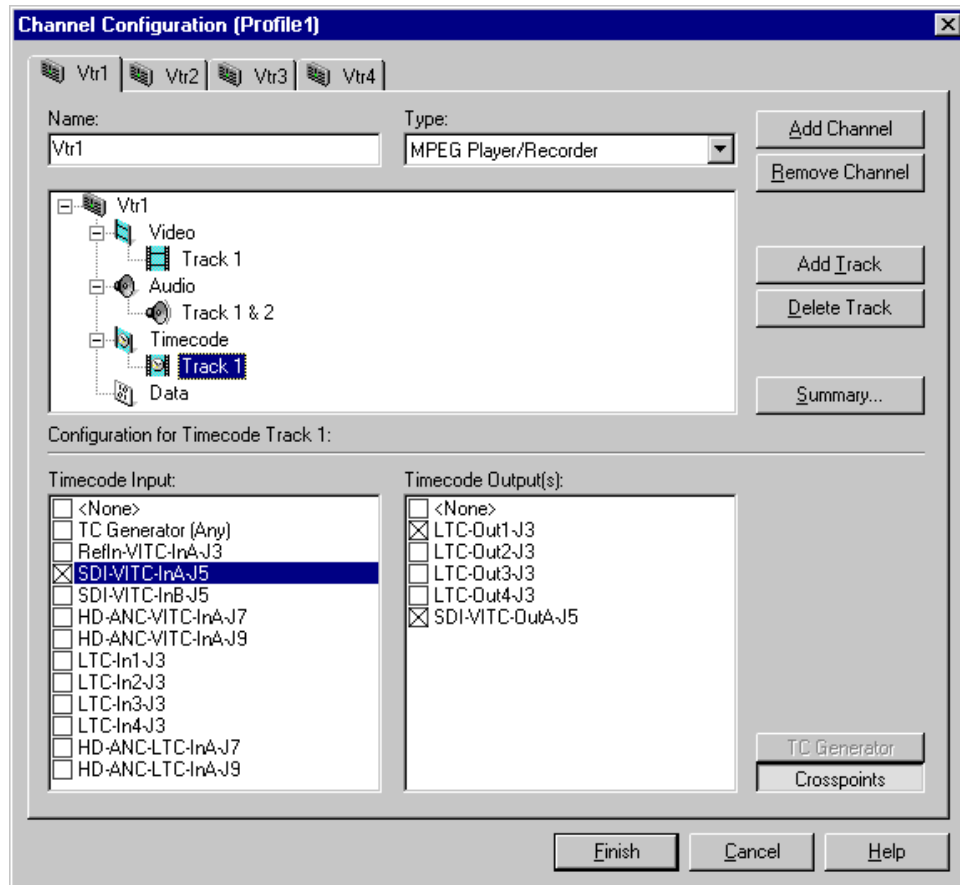 Channel Configuration (Profile1)
Vtr1 Vtr2 Vtr3 Vtr4
Name:
Type:
Vtr1
MPEG Player/Recorder
Add Channel
Remove Channel
Vtr1
Video
Track 1
Audio
Track 1 & 2
Timecode
Track 1
Data
Add Track
Delete Track
Summary...
Configuration for Timecode Track 1:
Timecode Input:
<None>
TC Generator (Any)
RefIn-VITC-InA-J3
SDI-VITC-InA-J5
SDI-VITC-InB-J5
HD-ANC-VITC-InA-J7
HD-ANC-VITC-InA-J9
LTC-In1-J3
LTC-In2-J3
LTC-In3-J3
LTC-In4-J3
HD-ANC-LTC-InA-J7
HD-ANC-LTC-InA-J9
Timecode Output(s):
<None>
LTC-Out1-J3
LTC-Out2-J3
LTC-Out3-J3
LTC-Out4-J3
SDI-VITC-OutA-J5
TC Generator
Crosspoints
Finish
Cancel
Help